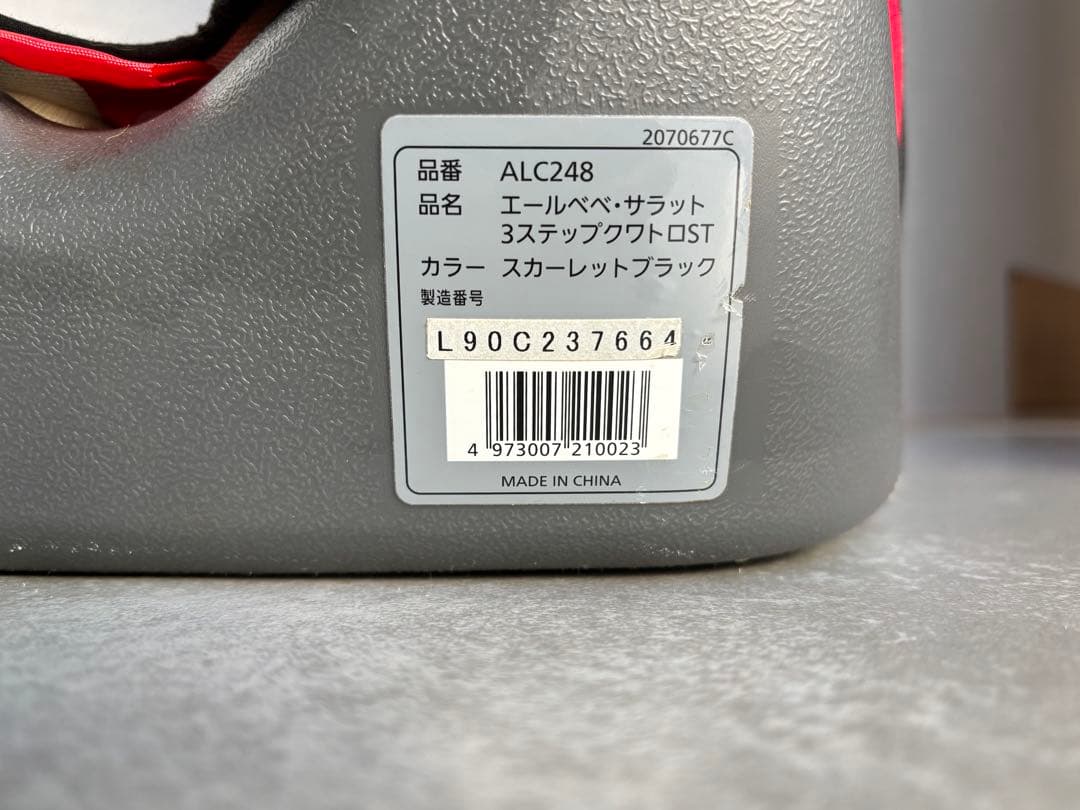 2070677C
品番 ALC248
品名 エールベベ・サラット
3ステップクワトロST
カラー スカーレットブラック
製造番号
L90C237664
4 973007 210023
MADE IN CHINA